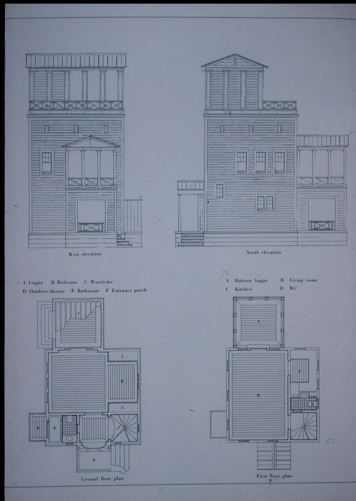 West elevation
North elevation
A Loggia B Bedroom C Wardrobe
D Outdoor shower E Bathroom F Entrance porch
A Balcony loggia B Living room
C Kitchen D WC
Ground floor plan
First floor plan